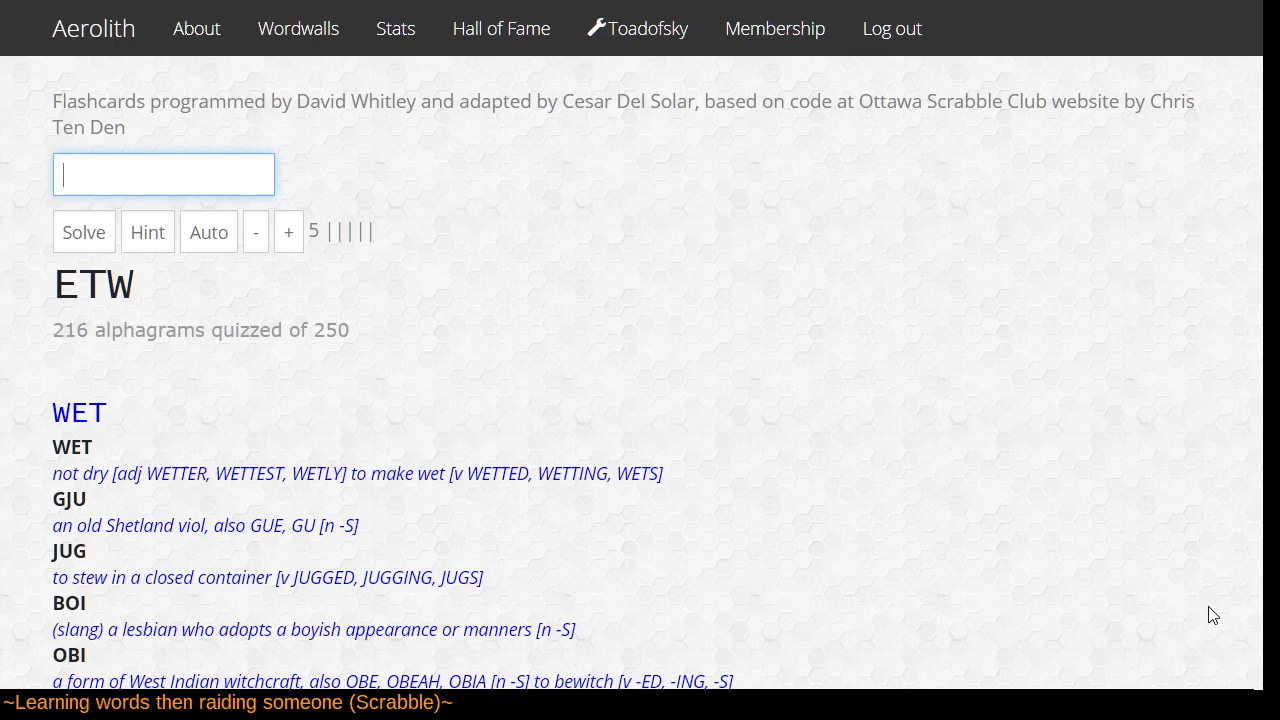 Aerolith About Wordwalls Stats Hall of Fame Toadofsky Membership Log out
Flashcards programmed by David Whitley and adapted by Cesar Del Solar, based on code at Ottawa Scrabble Club website by Chris
Ten Den
Solve Hint Auto - + 5 |||||
ETW
216 alphagrams quizzed of 250
WET
WET
not dry [adj WETTER, WETTEST, WETLY] to make wet [v WETTED, WETTING, WETS]
GJU
an old Shetland viol, also GUE, GU [n -S]
JUG
to stew in a closed container [v JUGGED, JUGGING, JUGS]
BOI
(slang) a lesbian who adopts a boyish appearance or manners [n -S]
OBI
a form of West Indian witchcraft, also OBE, OBEAH, OBIA [n -S] to bewitch [v -ED, -ING, -S]
~Learning words then raiding someone (Scrabble)~